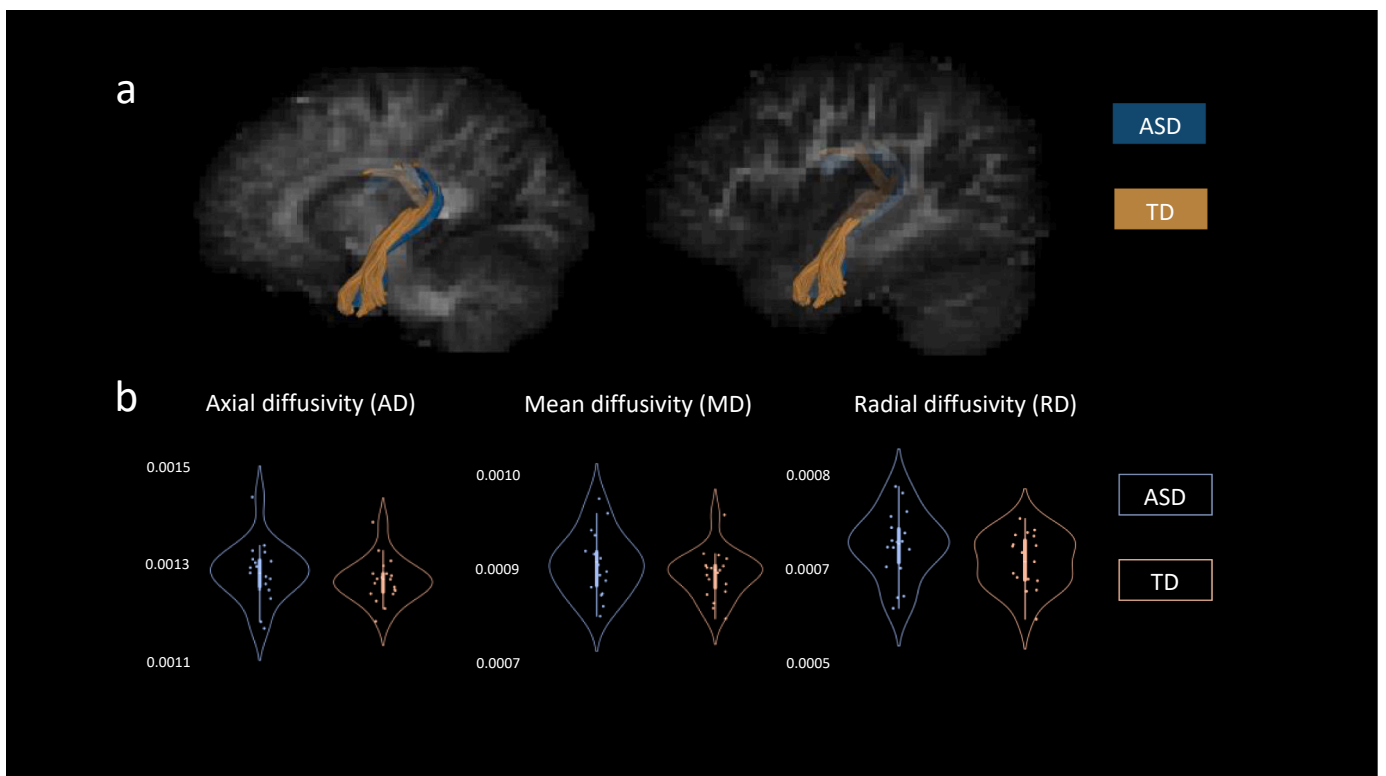 a
ASD
TD
b
Axial diffusivity (AD)
Mean diffusivity (MD)
Radial diffusivity (RD)
0.0015
0.0013
0.0011
0.0010
0.0009
0.0007
0.0008
0.0007
0.0005
ASD
TD